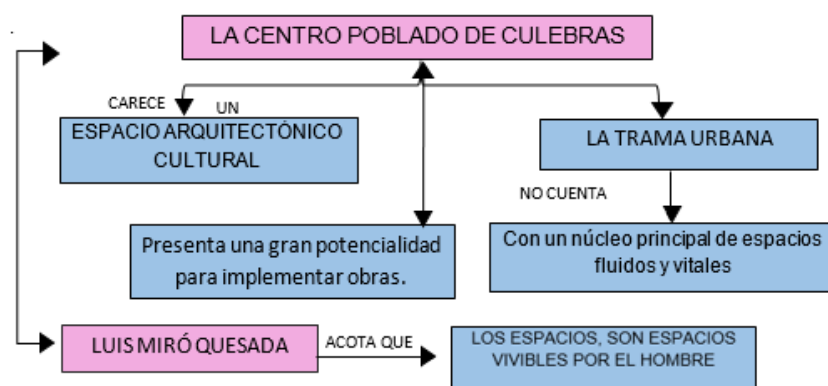 LA CENTRO POBLADO DE CULEBRAS
CARECE UN
ESPACIO ARQUITECTÓNICO
CULTURAL
LA TRAMA URBANA
NO CUENTA
Presenta una gran potencialidad
para implementar obras.
Con un núcleo principal de espacios
fluidos y vitales
LUIS MIRÓ QUESADA
ACOTA QUE
LOS ESPACIOS, SON ESPACIOS
VIVIBLES POR EL HOMBRE